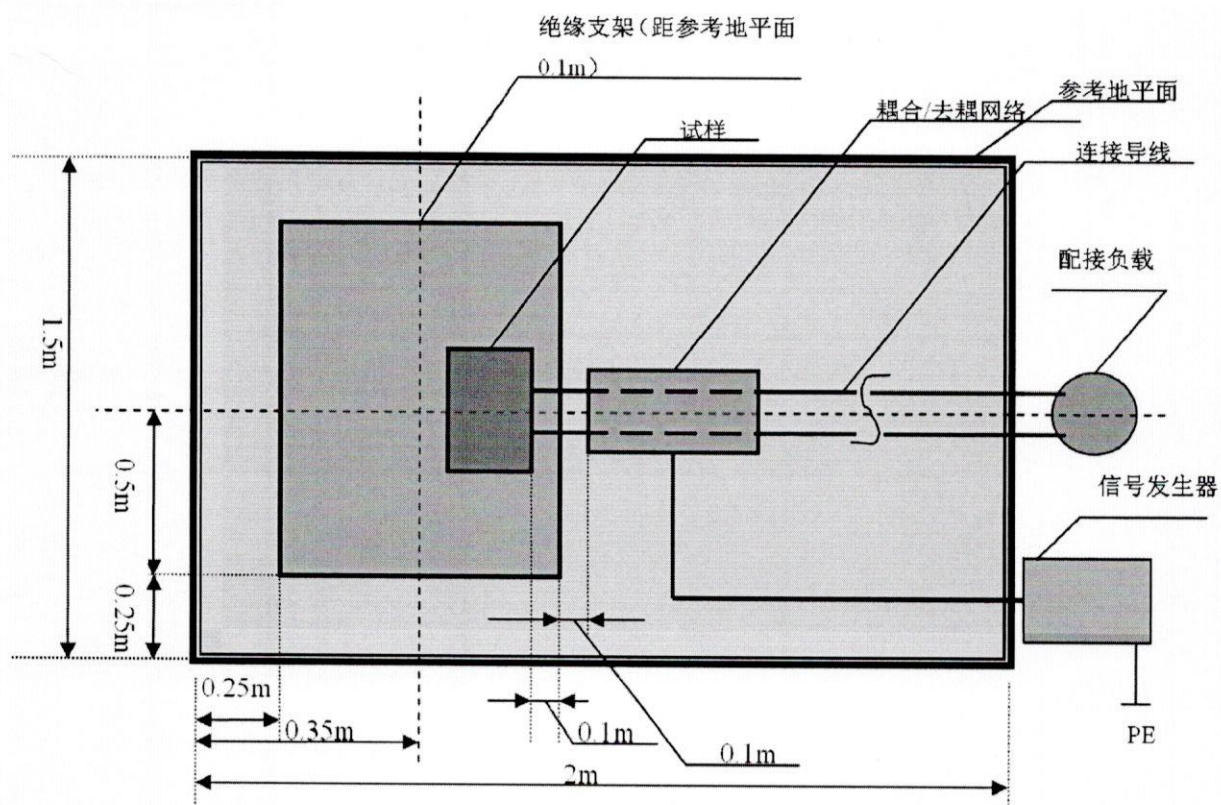 绝缘支架(距参考地平面
0.1m）
参考地平面
耦合/去耦网络
试样
连接导线
配接负载
1.5m
0.5m
信号发生器
0.25m
0.25m
0.35m
0.1m
0.1m
PE
2m